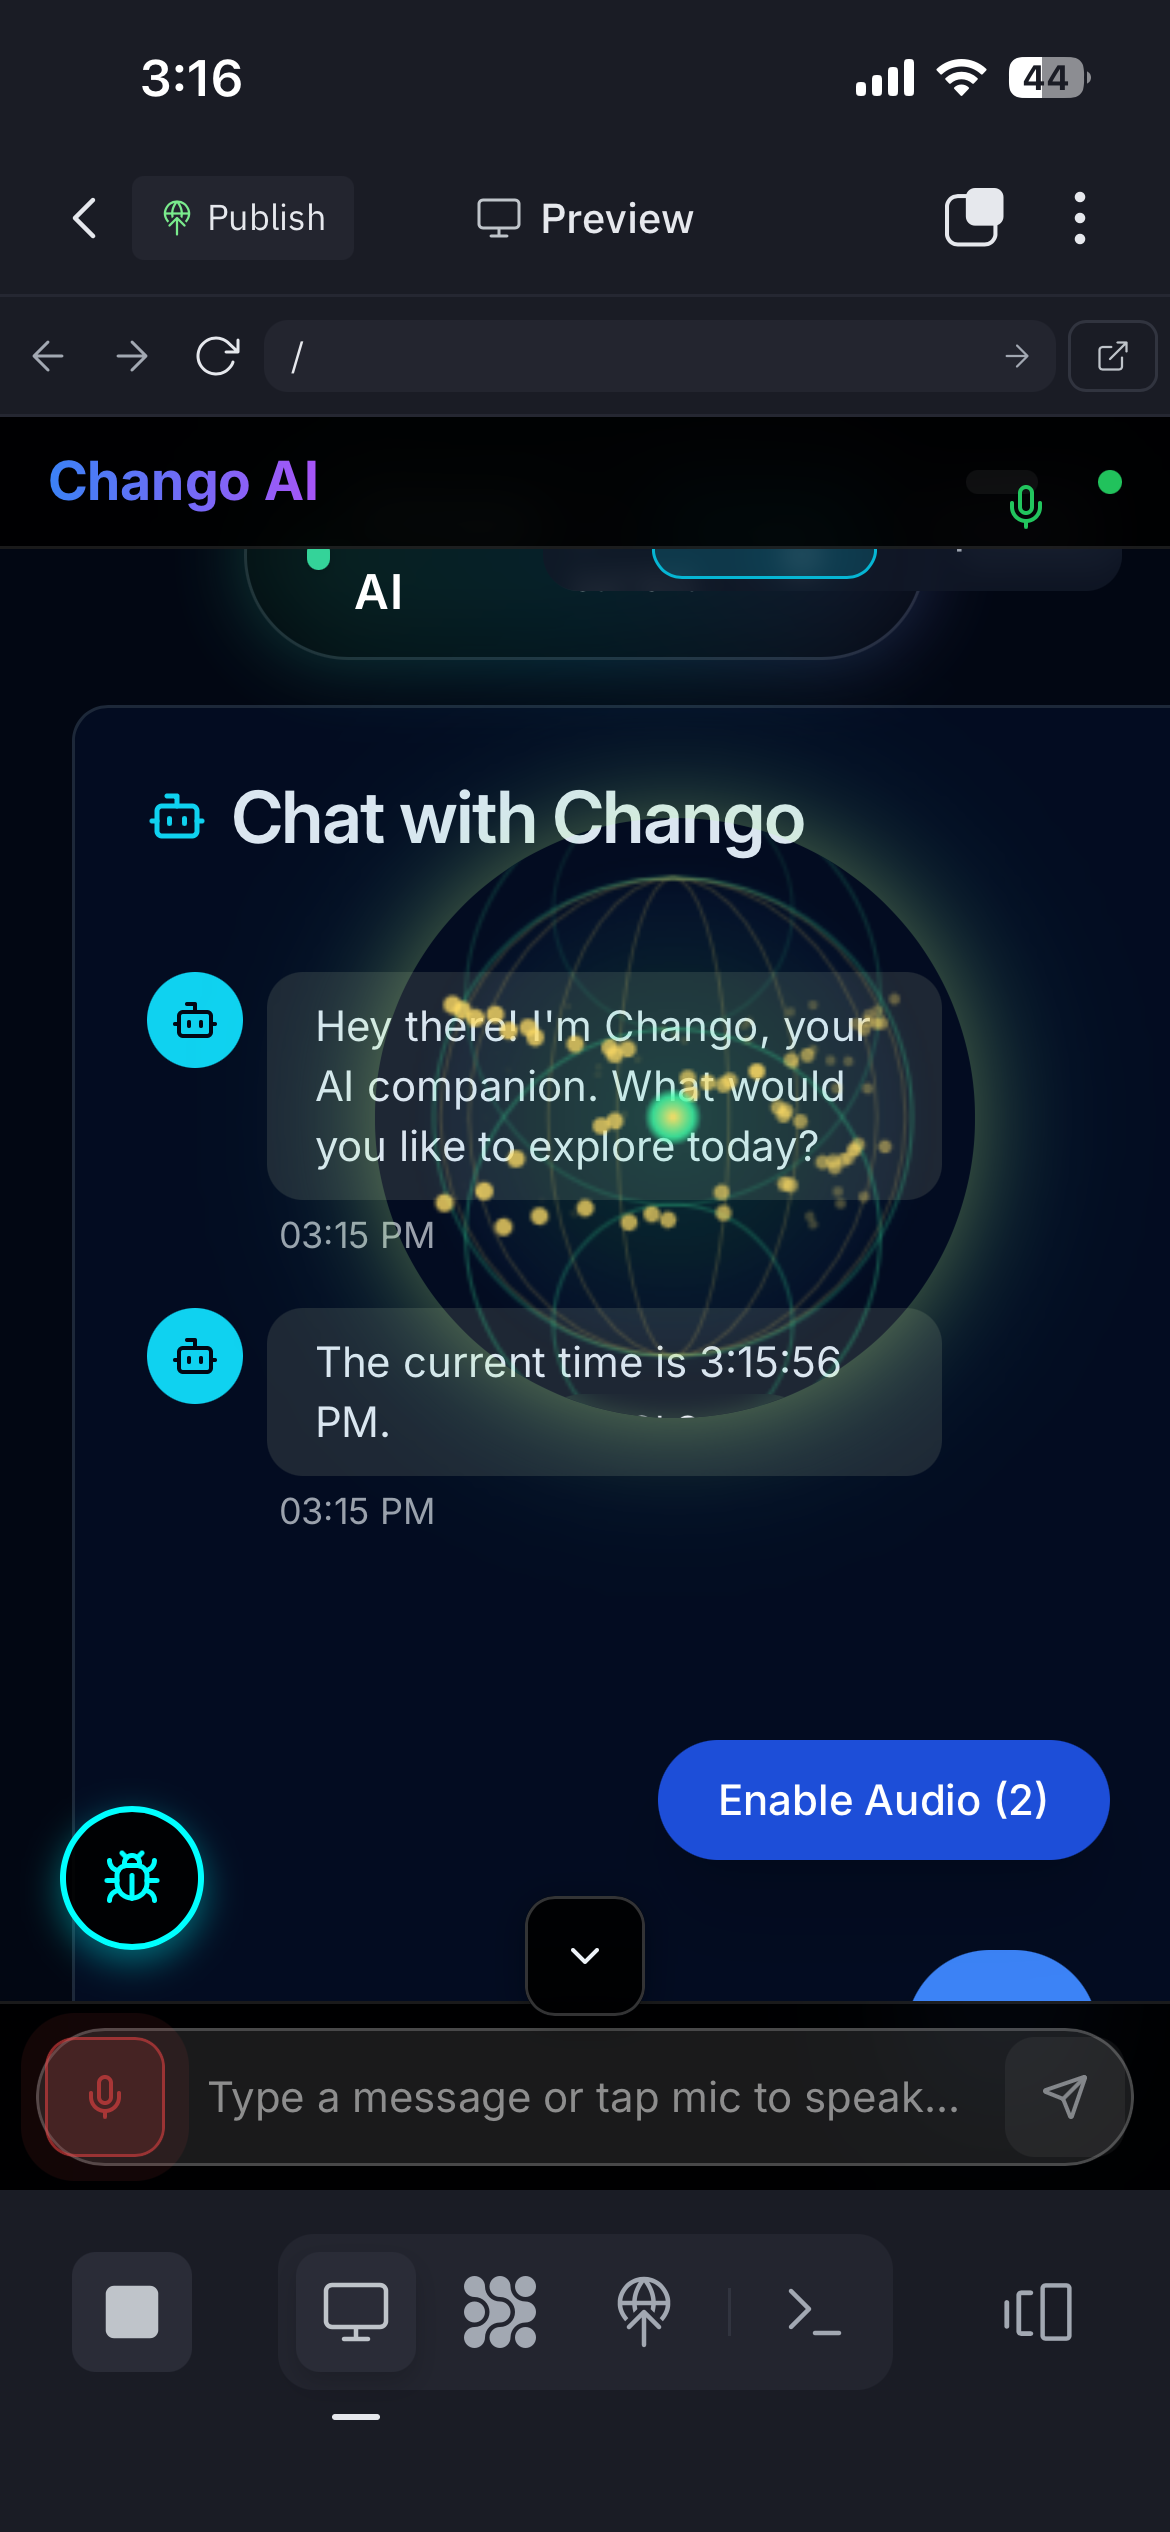 3:16
44
Publish
Preview
/
Chango AI
AI
Chat with Chango
Hey there! I'm Chango, your
AI companion. What would
you like to explore today?
03:15 PM
The current time is 3:15:56
PM.
03:15 PM
Enable Audio (2)
Type a message or tap mic to speak...